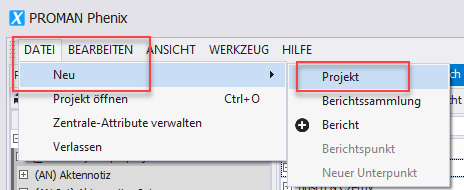 PROMAN Phenix
DATEI BEARBEITEN ANSICHT WERKZEUG HILFE
Neu
Projekt öffnen Ctrl+O
Zentrale-Attribute verwalten
Verlassen
Projekt
Berichtssammlung
Bericht
Berichtspunkt
Neuer Unterpunkt
(AN) Aktennotiz